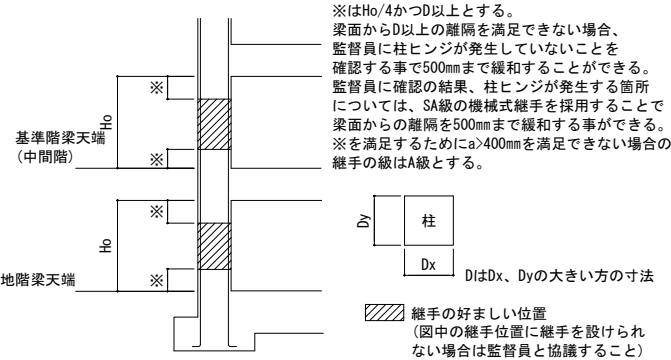 ※はHo/4かつD以上とする。
梁面からD以上の離隔を満足できない場合、
監督員に柱ヒンジが発生していないことを
確認する事で500mmまで緩和することができる。
監督員に確認の結果、柱ヒンジが発生する箇所
については、SA級の機械式継手を採用することで
梁面からの離隔を500mmまで緩和する事ができる。
※を満足するためにa>400mmを満足できない場合の
継手の級はA級とする。
※
Ho
基準階梁天端
(中間階)
※
※
Ho
地階梁天端
※
Dy
柱
Dx
DはDx、Dyの大きい方の寸法
継手の好ましい位置
(図中の継手位置に継手を設けられ
ない場合は監督員と協議すること)